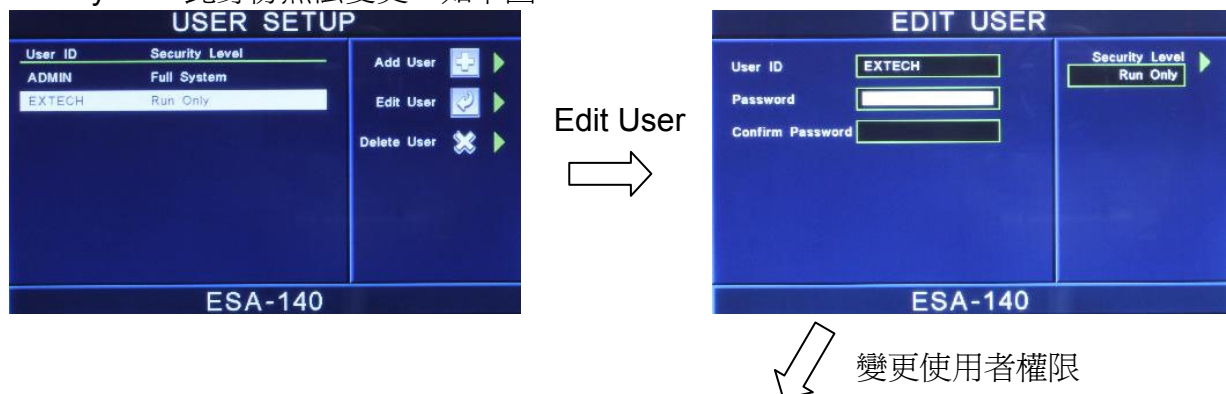 USER SETUP
User ID Security Level
ADMIN Full System
EXTECH Run Only
Add User
Edit User
Delete User
ESA-140
Edit User
EDIT USER
User ID EXTECH
Password
Confirm Password
Security Level
Run Only
ESA-140
變更使用者權限